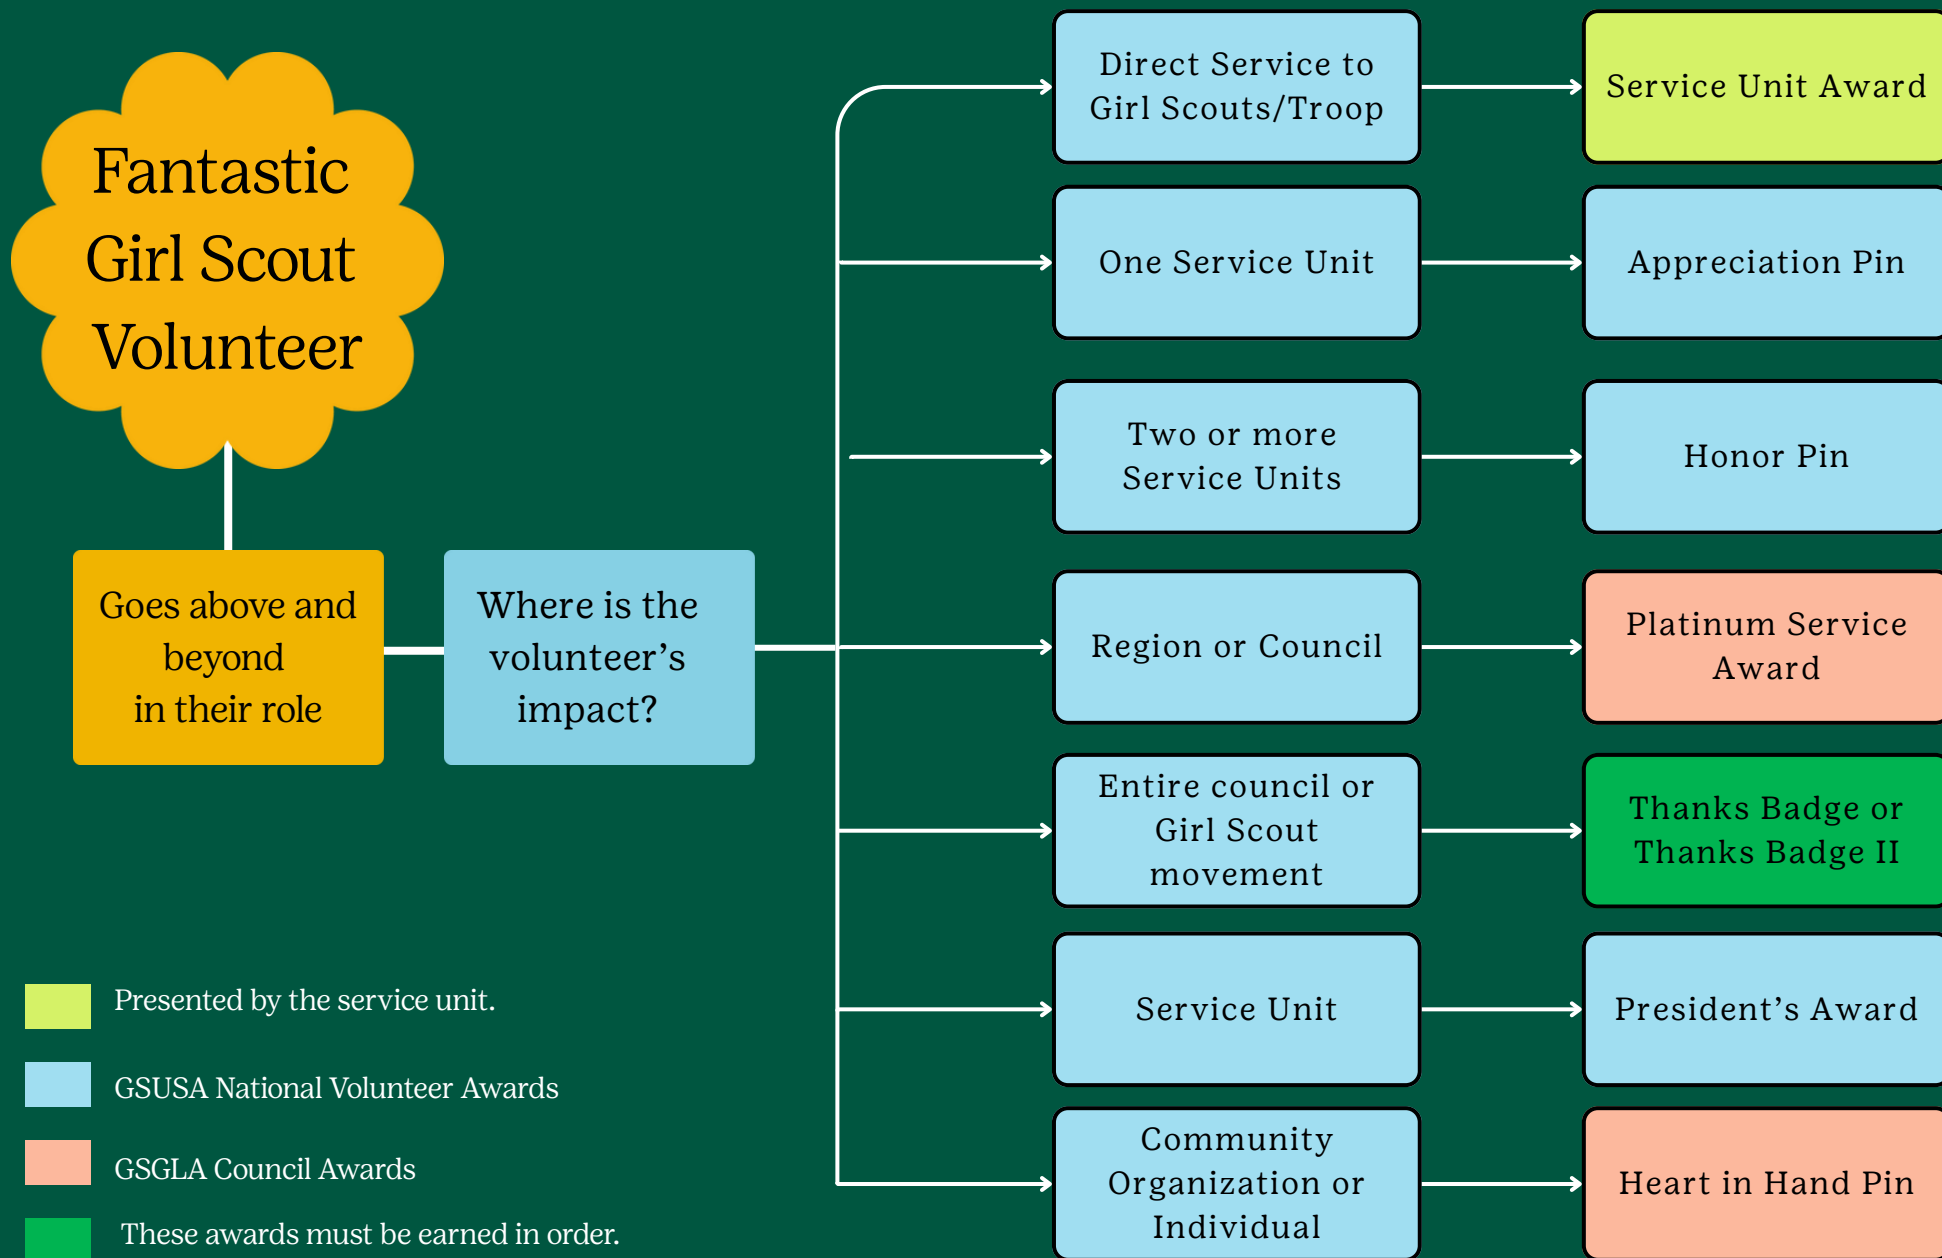 Fantastic
Girl Scout
Volunteer
Goes above and
beyond
in their role
Where is the
volunteer’s
impact?
Direct Service to
Girl Scouts/Troop
Service Unit Award
One Service Unit
Appreciation Pin
Two or more
Service Units
Honor Pin
Region or Council
Platinum Service
Award
Entire council or
Girl Scout
movement
Thanks Badge or
Thanks Badge II
Service Unit
President’s Award
Community
Organization or
Individual
Heart in Hand Pin
Presented by the service unit.
GSUSA National Volunteer Awards
GSGLA Council Awards
These awards must be earned in order.